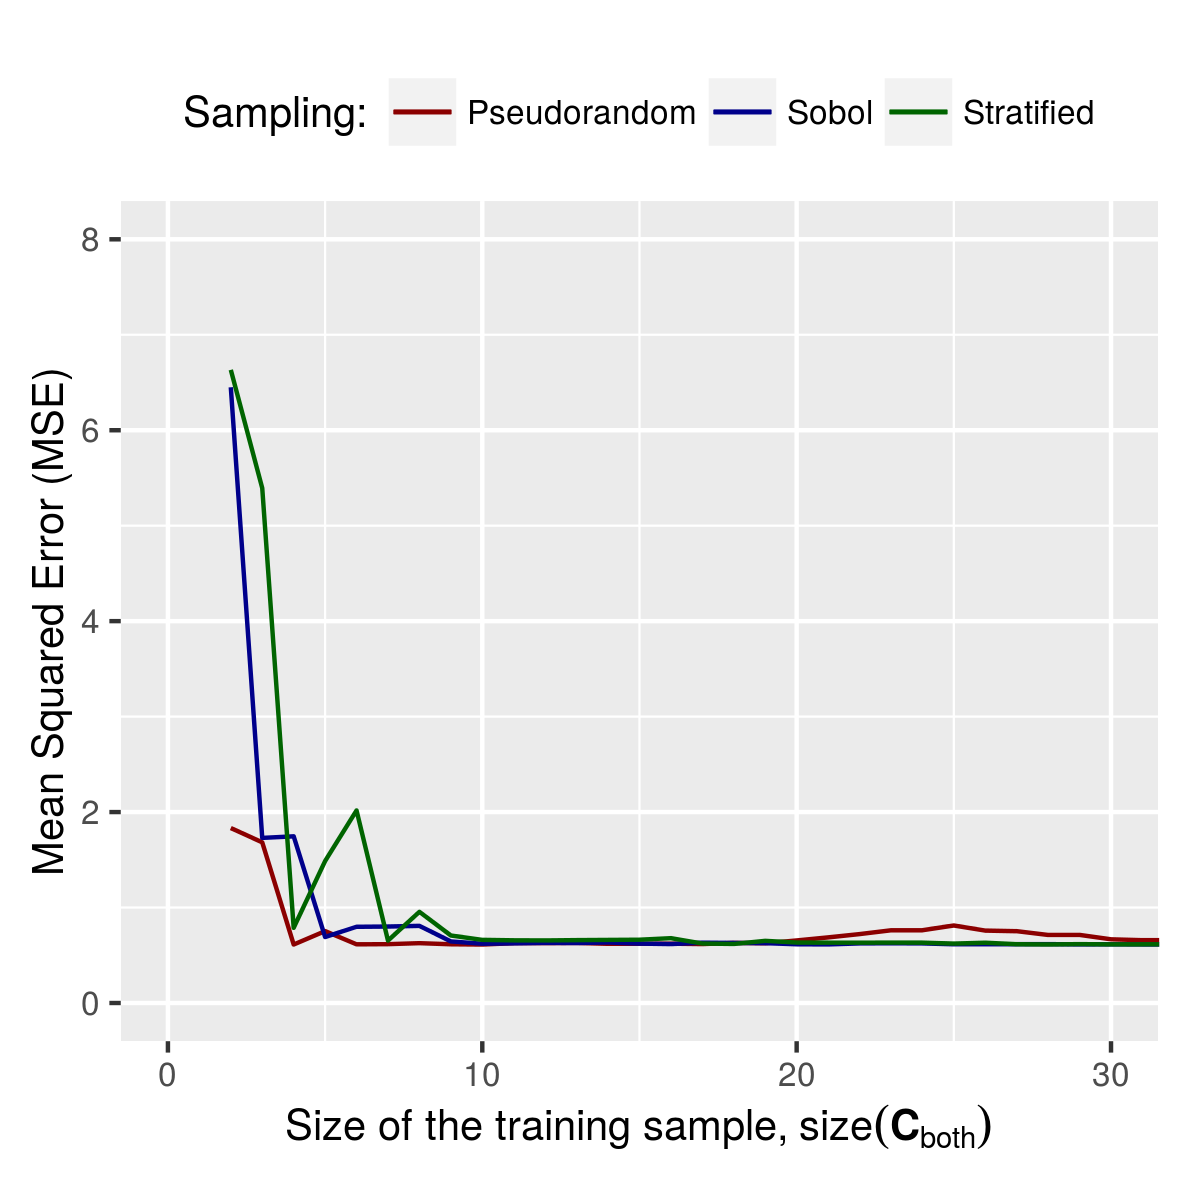 Sampling: Pseudorandom Sobol Stratified
8
6
4
2
0
Mean Squared Error (MSE)
0 10 20 30
Size of the training sample, size(C_both)